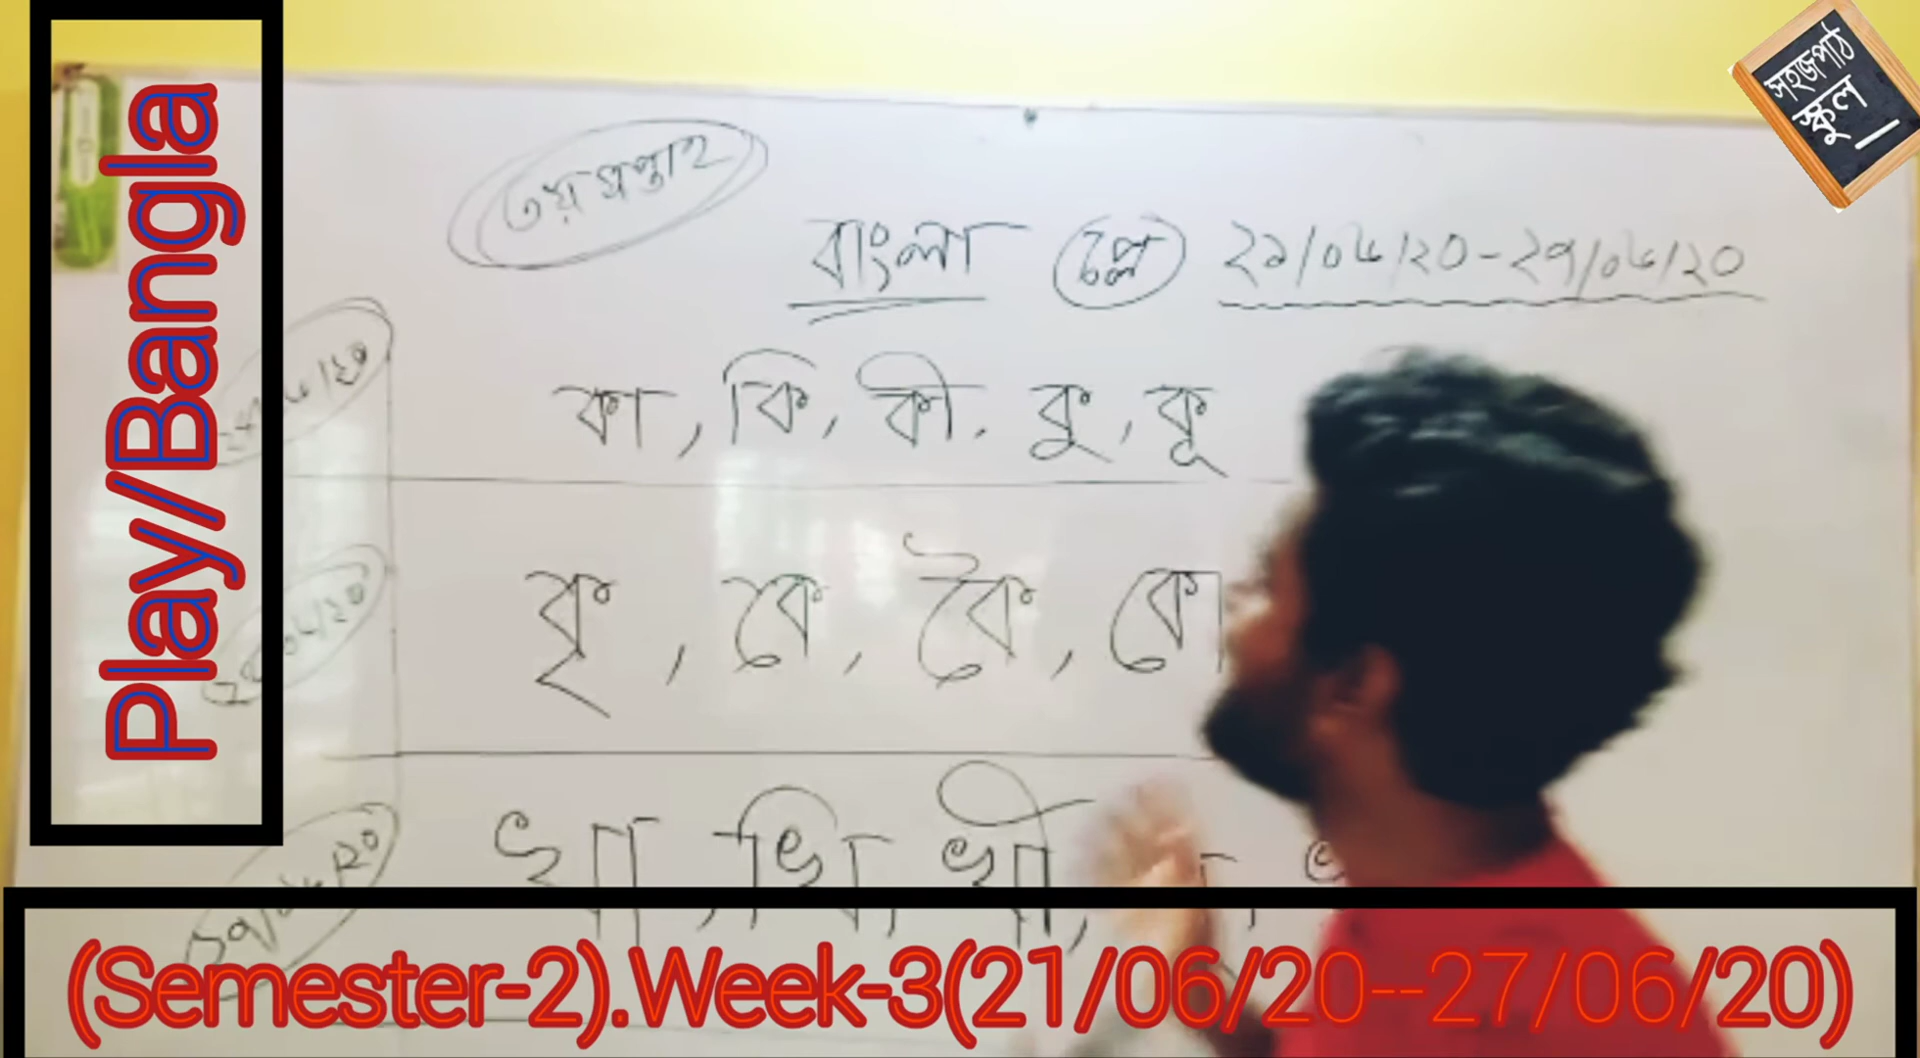 Play/Bangla
সহজপাঠ
স্কুল
৩য় সপ্তাহ
বাংলা প্লে ২১/০৬/২০-২৭/০৬/২০
কা, কি, কী, কু, কূ
কৃ, কে, কৈ, কো
খা, খি, খী,
(Semester-2).Week-3(21/06/20--27/06/20)